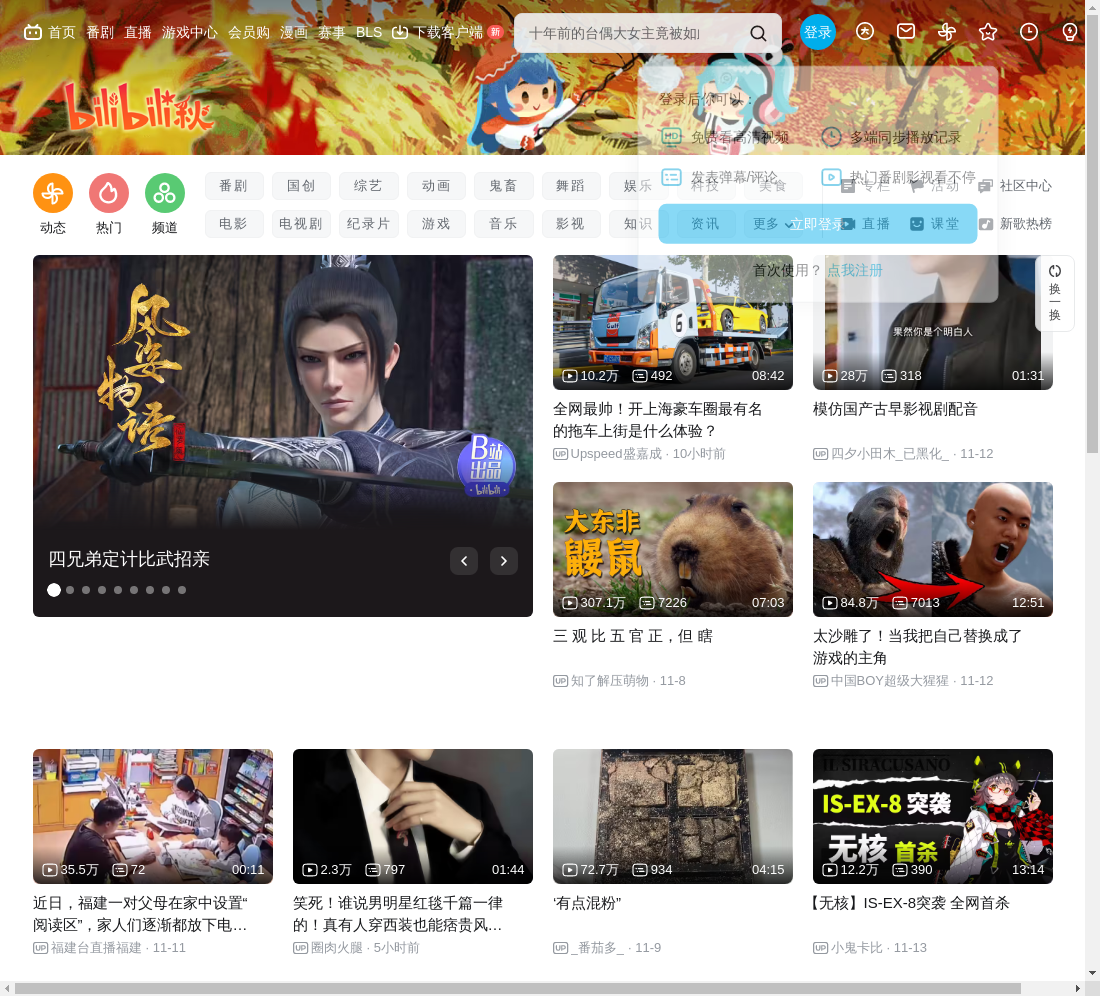 首页 番剧 直播 游戏中心 会员购 漫画 赛事 BLS 下载客户端 新
十年前的台偶大女主竟被如
登录
bilibili秋
登录后你可以：
免费看高清视频 多端同步播放记录
发表弹幕/评论 热门番剧影视看不停
立即登录
首次使用？ 点我注册
动态 热门 频道
番剧 国创 综艺 动画 鬼畜 舞蹈 娱乐 科技 美食
电影 电视剧 纪录片 游戏 音乐 影视 知识 资讯 更多
专栏 活动 社区中心
直播 课堂 新歌热榜
换一换
风姿物语
B站出品
bilibili
四兄弟定计比武招亲
Gulf 6
10.2万 492 08:42
全网最帅！开上海豪车圈最有名
的拖车上街是什么体验？
UP Upspeed盛嘉成 · 10小时前
果然你是个明白人
28万 318 01:31
模仿国产古早影视剧配音
UP 四夕小田木_已黑化_ · 11-12
大东非
鼹鼠
307.1万 7226 07:03
三 观 比 五 官 正，但 瞎
UP 知了解压萌物 · 11-8
84.8万 7013 12:51
太沙雕了！当我把自己替换成了
游戏的主角
UP 中国BOY超级大猩猩 · 11-12
35.5万 72 00:11
近日，福建一对父母在家中设置“
阅读区”，家人们逐渐都放下电…
UP 福建台直播福建 · 11-11
2.3万 797 01:44
笑死！谁说男明星红毯千篇一律
的！真有人穿西装也能痞贵风…
UP 圈肉火腿 · 5小时前
72.7万 934 04:15
‘有点混粉”
UP _番茄多_ · 11-9
IL SIRACUSANO
IS-EX-8 突袭
无核 首杀
12.2万 390 13:14
【无核】IS-EX-8突袭 全网首杀
UP 小鬼卡比 · 11-13